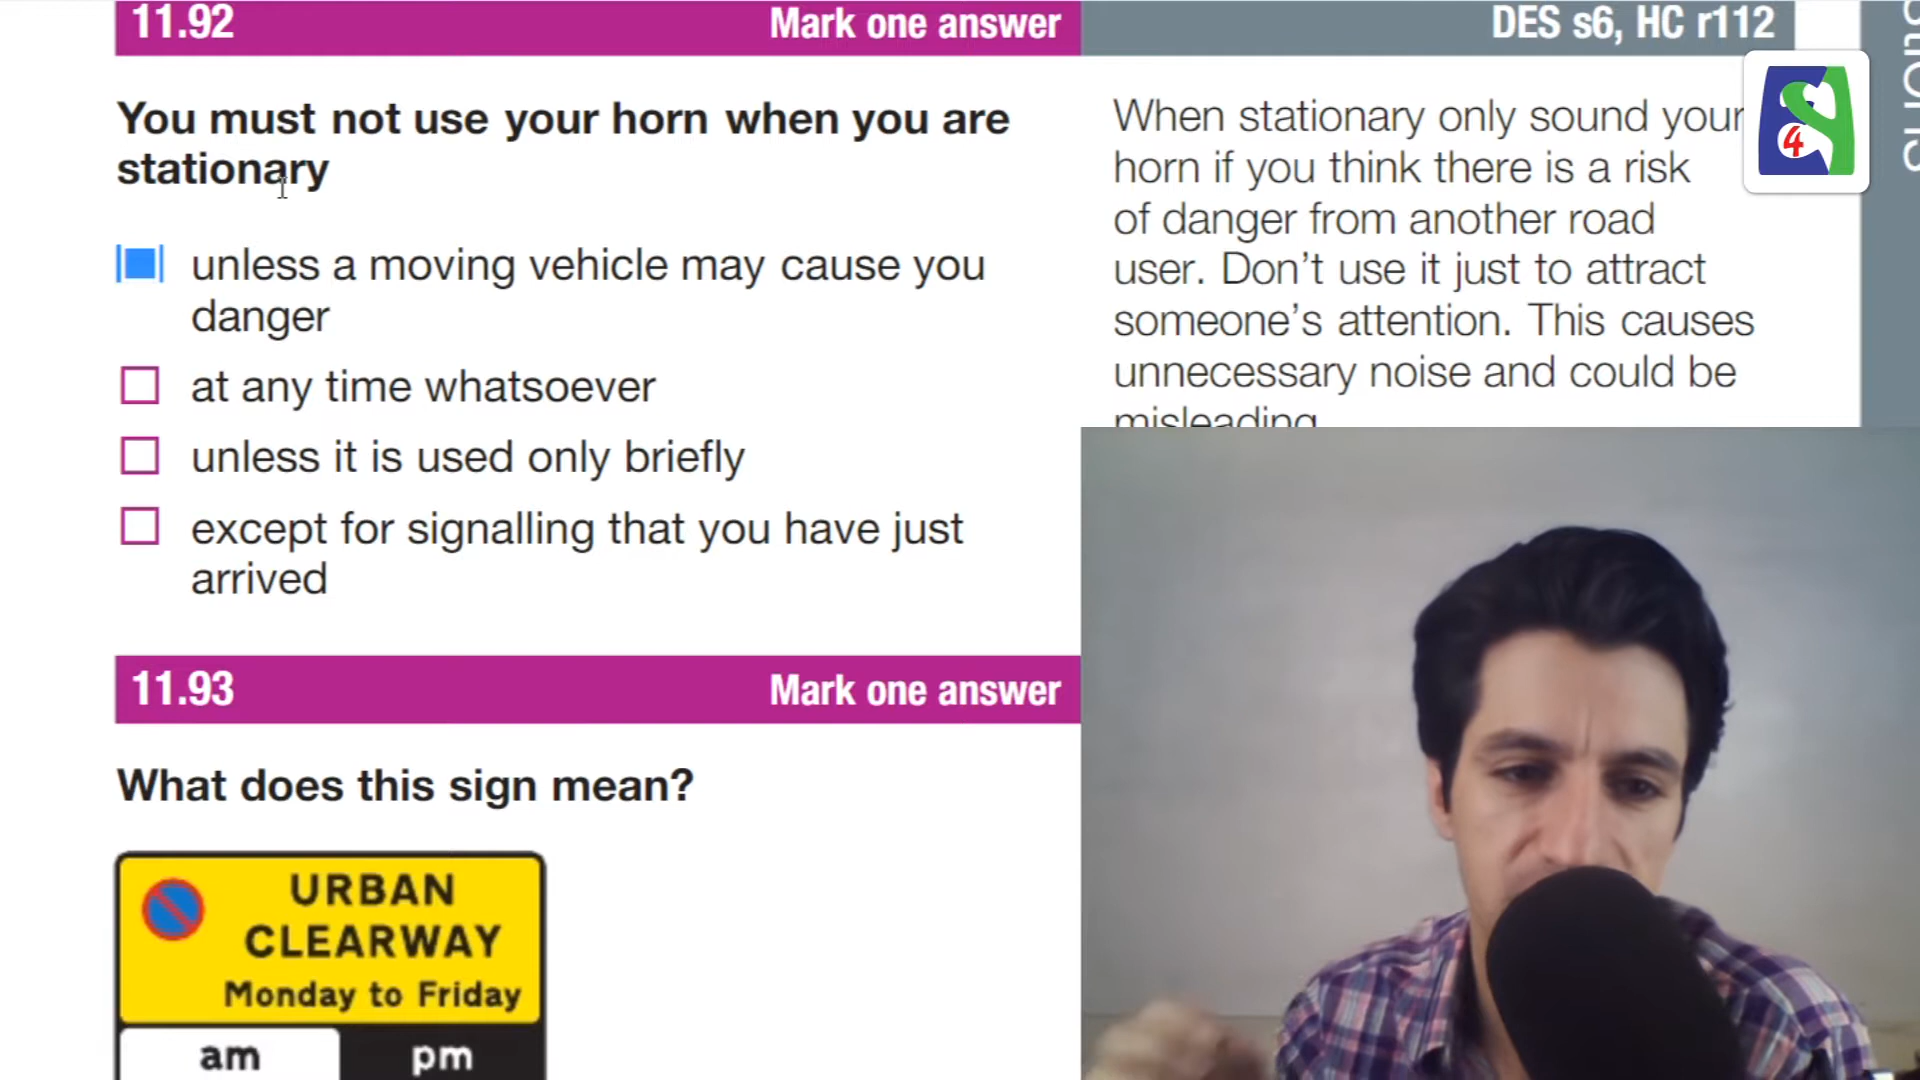 11.92 Mark one answer
You must not use your horn when you are
stationary
unless a moving vehicle may cause you
danger
at any time whatsoever
unless it is used only briefly
except for signalling that you have just
arrived
DES s6, HC r112
When stationary only sound your
horn if you think there is a risk
of danger from another road
user. Don’t use it just to attract
someone’s attention. This causes
unnecessary noise and could be
misleading
4
11.93 Mark one answer
What does this sign mean?
URBAN
CLEARWAY
Monday to Friday
am pm